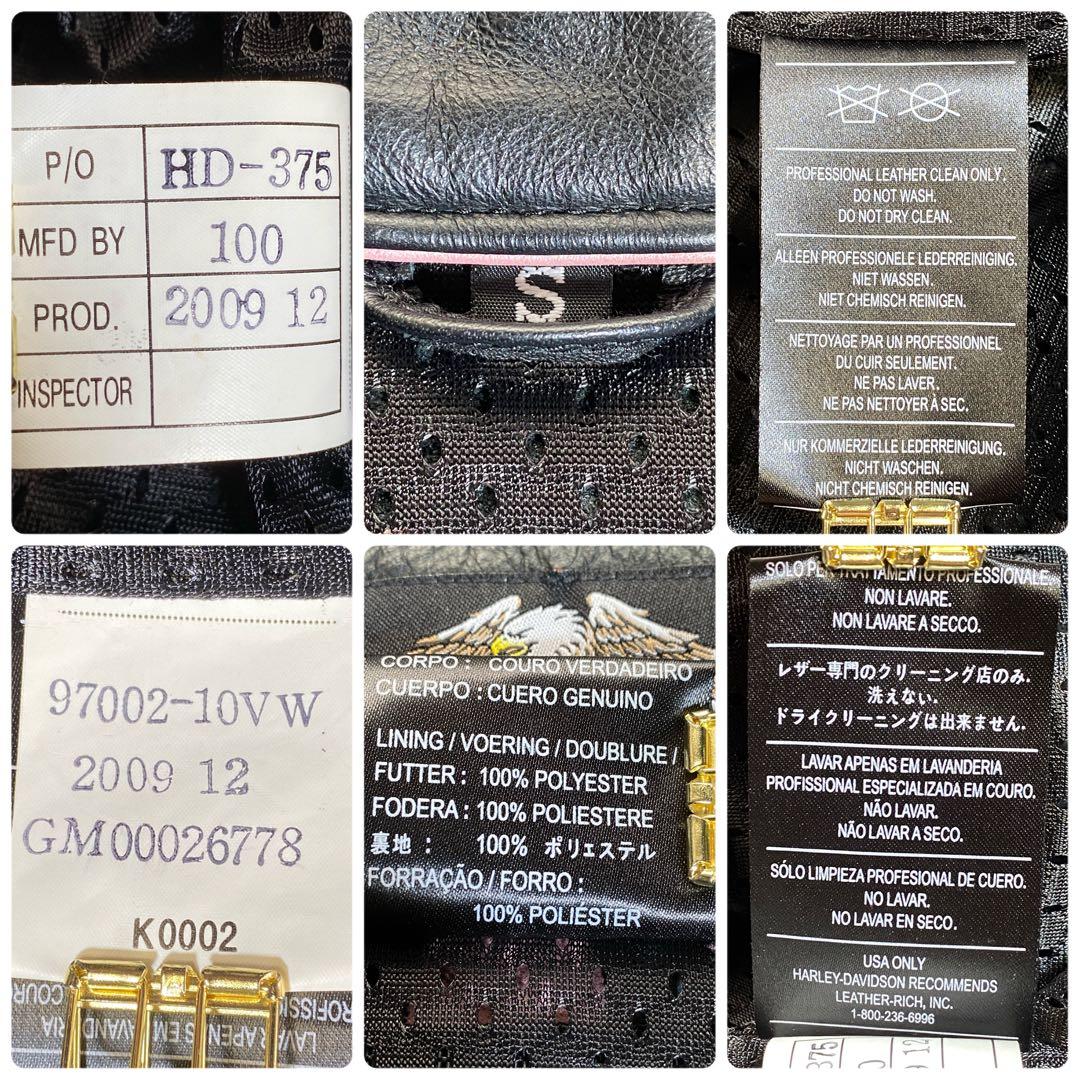 P/O HD-375
MFD BY 100
PROD. 2009 12
INSPECTOR
S
PROFESSIONAL LEATHER CLEAN ONLY.
DO NOT WASH.
DO NOT DRY CLEAN.
ALLEEN PROFESSIONELE LEDERREINIGING.
NIET WASSEN.
NIET CHEMISCH REINIGEN.
NETTOYAGE PAR UN PROFESSIONNEL
DU CUIR SEULEMENT.
NE PAS LAVER.
NE PAS NETTOYER À SEC.
NUR KOMMERZIELLE LEDERREINIGUNG.
NICHT WASCHEN.
NICHT CHEMISCH REINIGEN.
97002-10VW
2009 12
GM00026778
K0002
CORPO : COURO VERDADEIRO
CUERPO : CUERO GENUINO
LINING / VOERING / DOUBLURE /
FUTTER : 100% POLYESTER
FODERA : 100% POLIESTERE
裏地 : 100% ポリェステル
FORRAÇÃO / FORRO :
100% POLIÉSTER
SOLO PER TRATTAMENTO PROFESSIONALE
NON LAVARE.
NON LAVARE A SECCO.
レザー専門のクリーニング店のみ.
洗えない.
ドライクリーニングは出来ません.
LAVAR APENAS EM LAVANDERIA
PROFISSIONAL ESPECIALIZADA EM COURO.
NÃO LAVAR.
NÃO LAVAR A SECO.
SÓLO LIMPIEZA PROFESIONAL DE CUERO.
NO LAVAR.
NO LAVAR EN SECO.
USA ONLY
HARLEY-DAVIDSON RECOMMENDS
LEATHER-RICH, INC.
1-800-236-6996